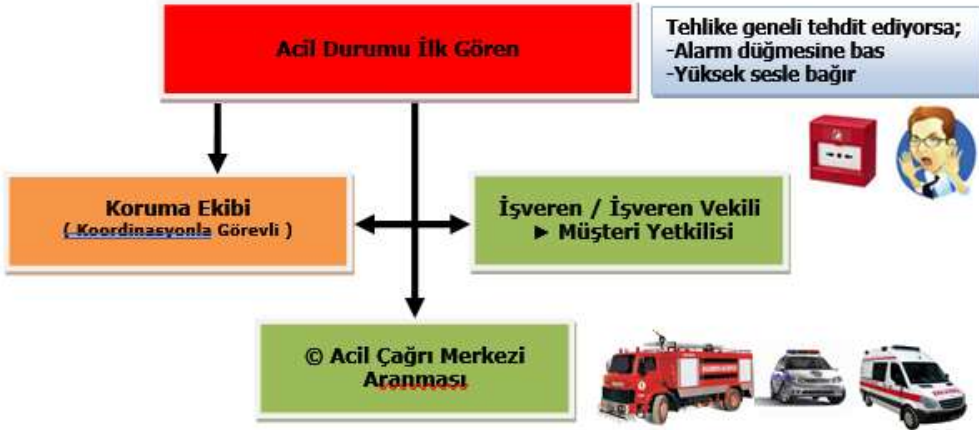 Acil Durumu İlk Gören
Tehlike geneli tehdit ediyorsa;
-Alarm düğmesine bas
-Yüksek sesle bağır
Koruma Ekibi
( Koordinasyonla Görevli )
İşveren / İşveren Vekili
► Müşteri Yetkilisi
© Acil Çağrı Merkezi
Aranması